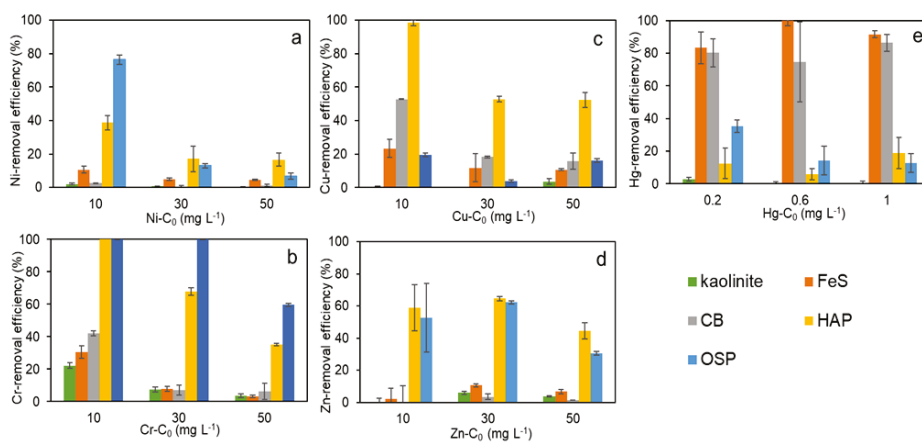 a
100
80
60
40
20
0
Ni-removal efficiency (%)
10 30 50
Ni-C0 (mg L-1)
c
100
80
60
40
20
0
Cu-removal efficiency (%)
10 30 50
Cu-C0 (mg L-1)
e
100
80
60
40
20
0
Hg-removal efficiency (%)
0.2 0.6 1
Hg-C0 (mg L-1)
b
100
80
60
40
20
0
Cr-removal efficiency (%)
10 30 50
Cr-C0 (mg L-1)
d
100
80
60
40
20
0
Zn-removal efficiency (%)
10 30 50
Zn-C0 (mg L-1)
kaolinite FeS
CB HAP
OSP